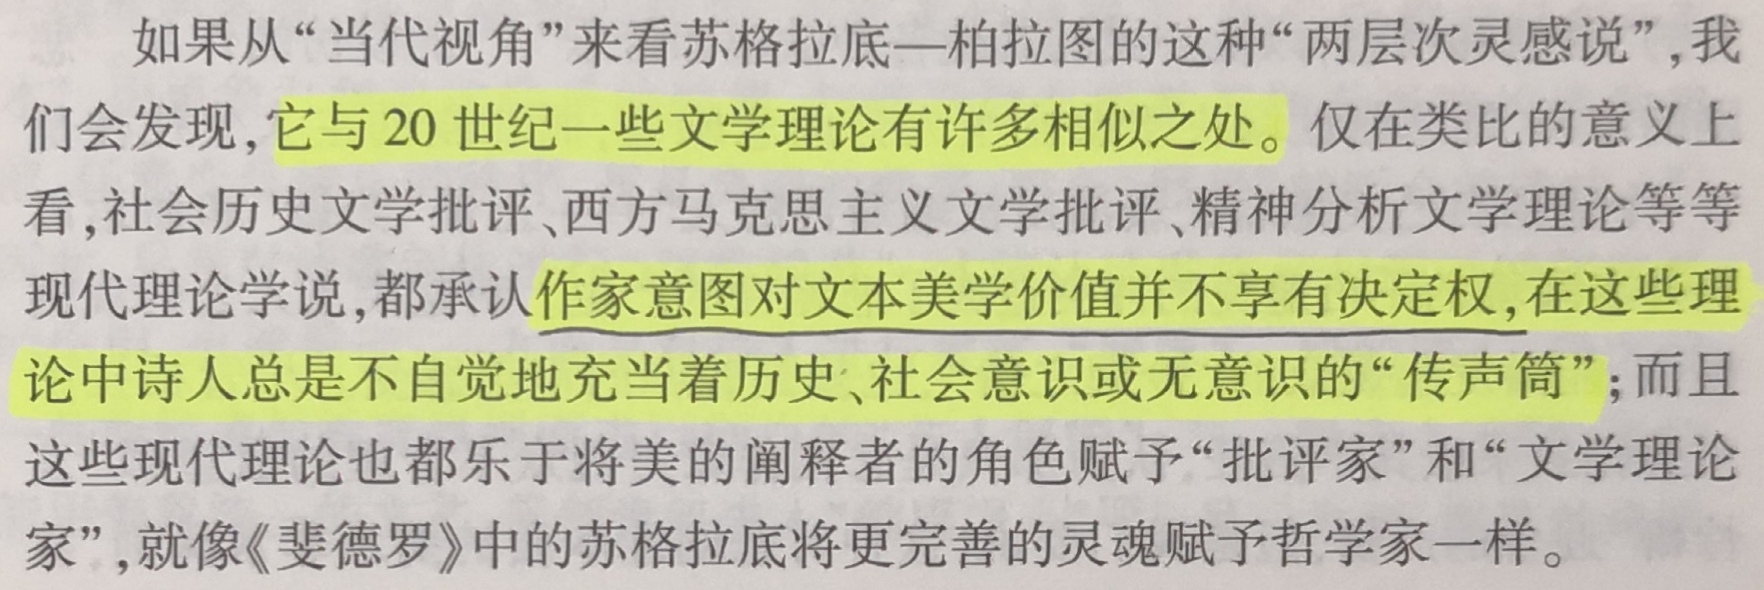 如果从“当代视角”来看苏格拉底—柏拉图的这种“两层次灵感说”,我
们会发现,它与20世纪一些文学理论有许多相似之处。仅在类比的意义上
看,社会历史文学批评、西方马克思主义文学批评、精神分析文学理论等等
现代理论学说,都承认作家意图对文本美学价值并不享有决定权,在这些理
论中诗人总是不自觉地充当着历史、社会意识或无意识的“传声筒”;而且
这些现代理论也都乐于将美的阐释者的角色赋予“批评家”和“文学理论
家”,就像《斐德罗》中的苏格拉底将更完善的灵魂赋予哲学家一样。